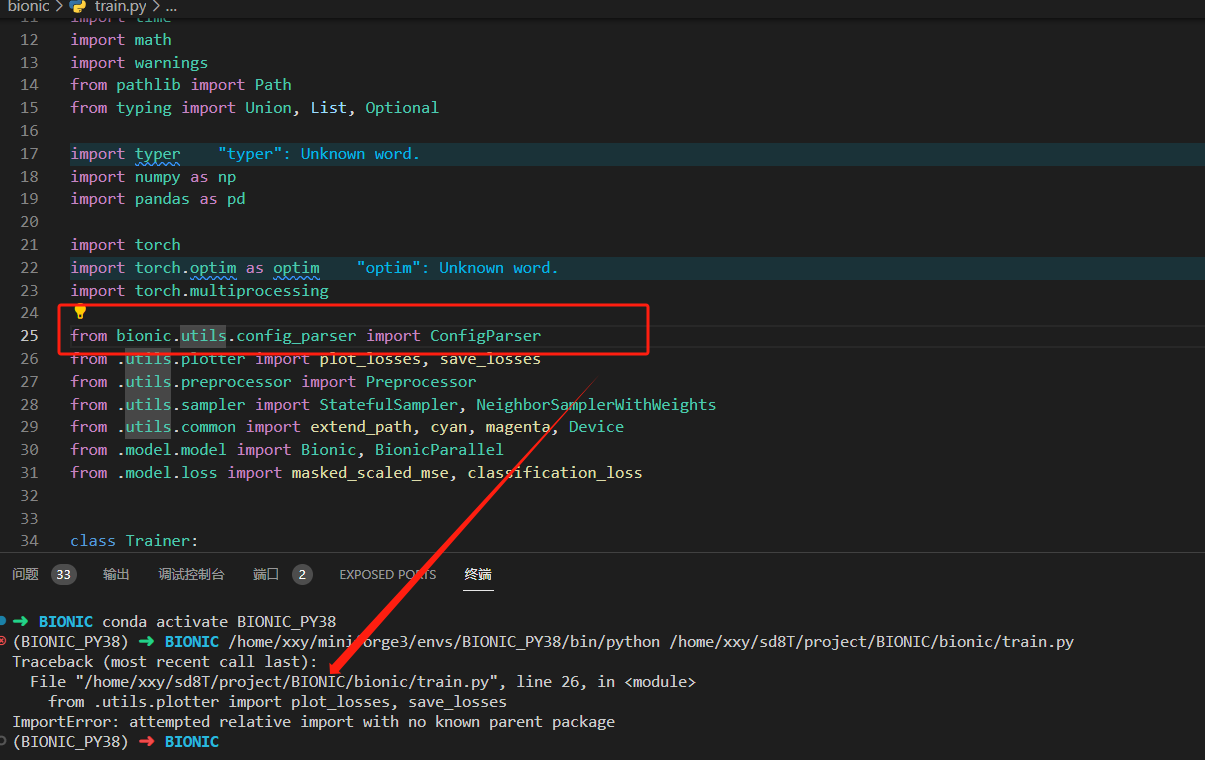 bionic > train.py > ...
11 import time
12 import math
13 import warnings
14 from pathlib import Path
15 from typing import Union, List, Optional
16
17 import typer "typer": Unknown word.
18 import numpy as np
19 import pandas as pd
20
21 import torch
22 import torch.optim as optim "optim": Unknown word.
23 import torch.multiprocessing
24
25 from bionic.utils.config_parser import ConfigParser
26 from .utils.plotter import plot_losses, save_losses
27 from .utils.preprocessor import Preprocessor
28 from .utils.sampler import StatefulSampler, NeighborSamplerWithWeights
29 from .utils.common import extend_path, cyan, magenta, Device
30 from .model.model import Bionic, BionicParallel
31 from .model.loss import masked_scaled_mse, classification_loss
32
33
34 class Trainer:
问题 33 输出 调试控制台 端口 2 EXPOSED PORTS 终端
➜ BIONIC conda activate BIONIC_PY38
(BIONIC_PY38) ➜ BIONIC /home/xxy/miniforge3/envs/BIONIC_PY38/bin/python /home/xxy/sd8T/project/BIONIC/bionic/train.py
Traceback (most recent call last):
File "/home/xxy/sd8T/project/BIONIC/bionic/train.py", line 26, in <module>
from .utils.plotter import plot_losses, save_losses
ImportError: attempted relative import with no known parent package
(BIONIC_PY38) ➜ BIONIC